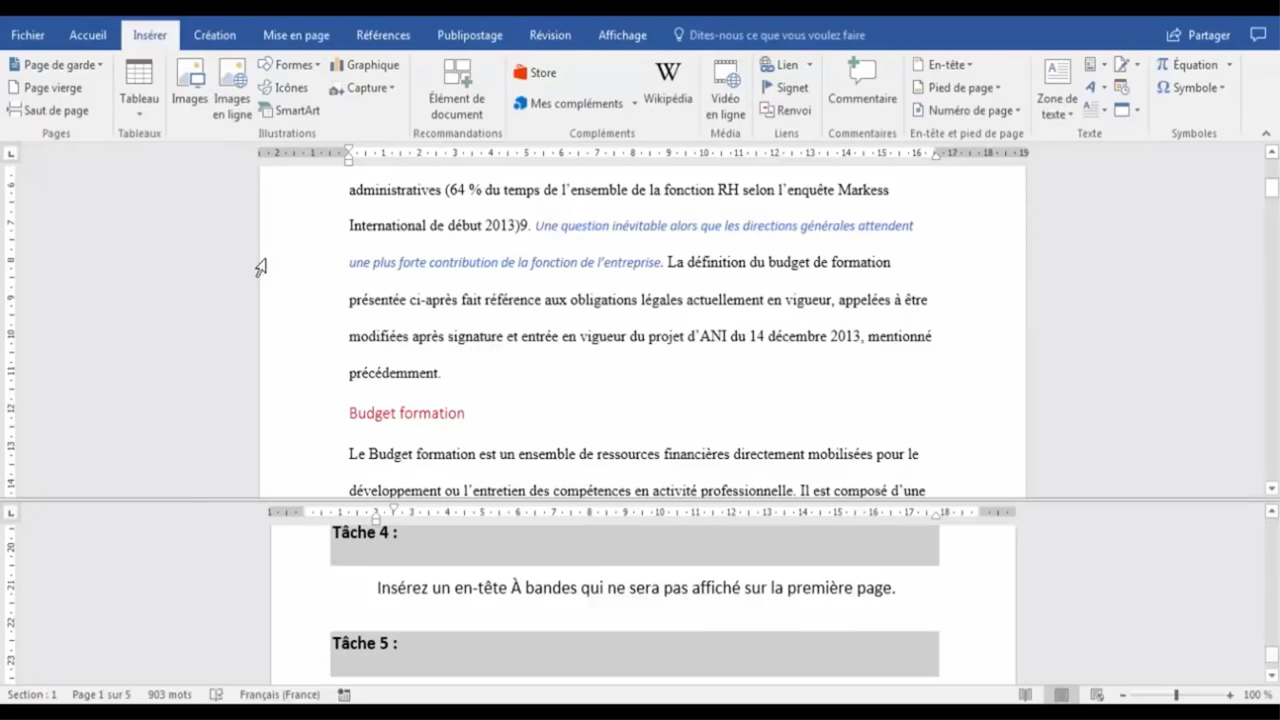 Fichier Accueil Insérer Création Mise en page Références Publipostage Révision Affichage Dites-nous ce que vous voulez faire Partager
Page de garde
Page vierge
Saut de page
Pages
Tableau
Tableaux
Images
Images en ligne
Formes
Icônes
SmartArt
Graphique
Capture
Illustrations
Élément de document
Recommandations
Store
Mes compléments
Wikipédia
Compléments
Vidéo en ligne
Média
Lien
Signet
Renvoi
Liens
Commentaire
Commentaires
En-tête
Pied de page
Numéro de page
En-tête et pied de page
Zone de texte
Texte
Équation
Symbole
Symboles
administratives (64 % du temps de l’ensemble de la fonction RH selon l’enquête Markess
International de début 2013)9. Une question inévitable alors que les directions générales attendent
une plus forte contribution de la fonction de l’entreprise. La définition du budget de formation
présentée ci-après fait référence aux obligations légales actuellement en vigueur, appelées à être
modifiées après signature et entrée en vigueur du projet d’ANI du 14 décembre 2013, mentionné
précédemment.
Budget formation
Le Budget formation est un ensemble de ressources financières directement mobilisées pour le
développement ou l’entretien des compétences en activité professionnelle. Il est composé d’une
Tâche 4 :
Insérez un en-tête À bandes qui ne sera pas affiché sur la première page.
Tâche 5 :
Section : 1 Page 1 sur 5 903 mots Français (France) 100 %